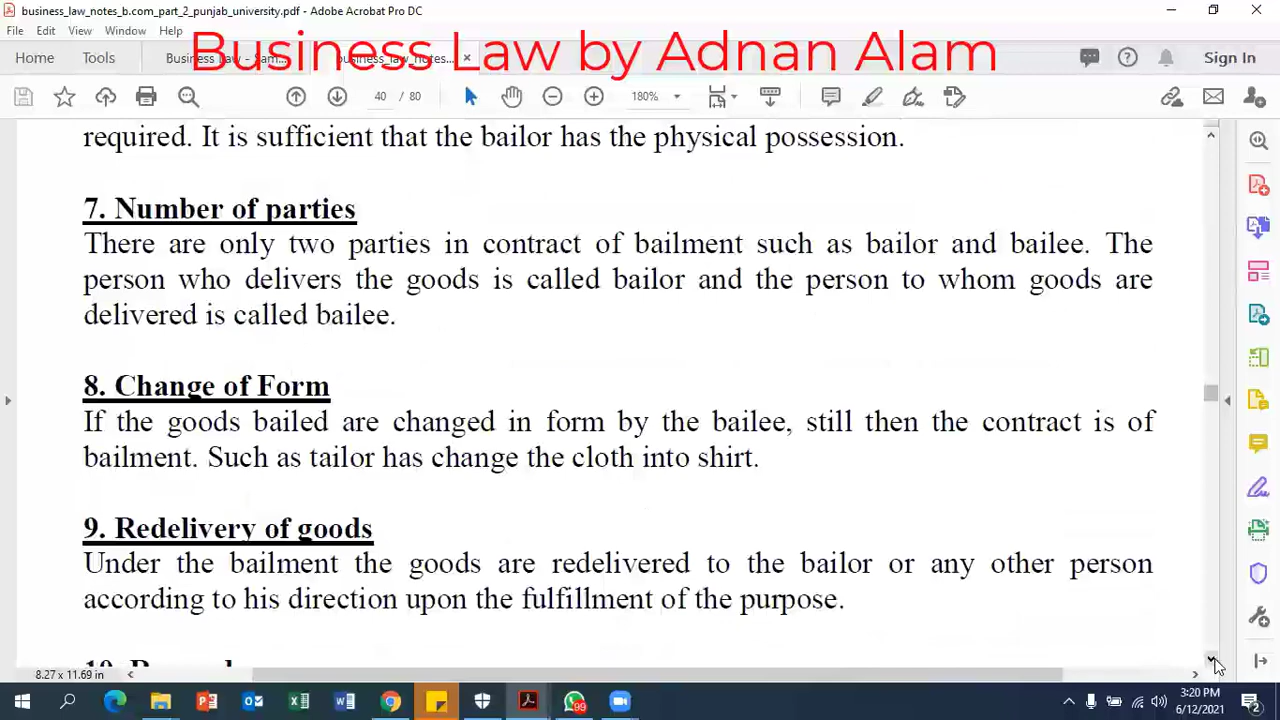 business_law_notes_b.com_part_2_punjab_university.pdf - Adobe Acrobat Pro DC
File Edit View Window Help
Business Law by Adnan Alam
Home Tools Business Law - Sam... business_law_notes... × Sign In
40 / 80 180%
required. It is sufficient that the bailor has the physical possession.
7. Number of parties
There are only two parties in contract of bailment such as bailor and bailee. The
person who delivers the goods is called bailor and the person to whom goods are
delivered is called bailee.
8. Change of Form
If the goods bailed are changed in form by the bailee, still then the contract is of
bailment. Such as tailor has change the cloth into shirt.
9. Redelivery of goods
Under the bailment the goods are redelivered to the bailor or any other person
according to his direction upon the fulfillment of the purpose.
8.27 x 11.69 in
99
3:20 PM
6/12/2021
2